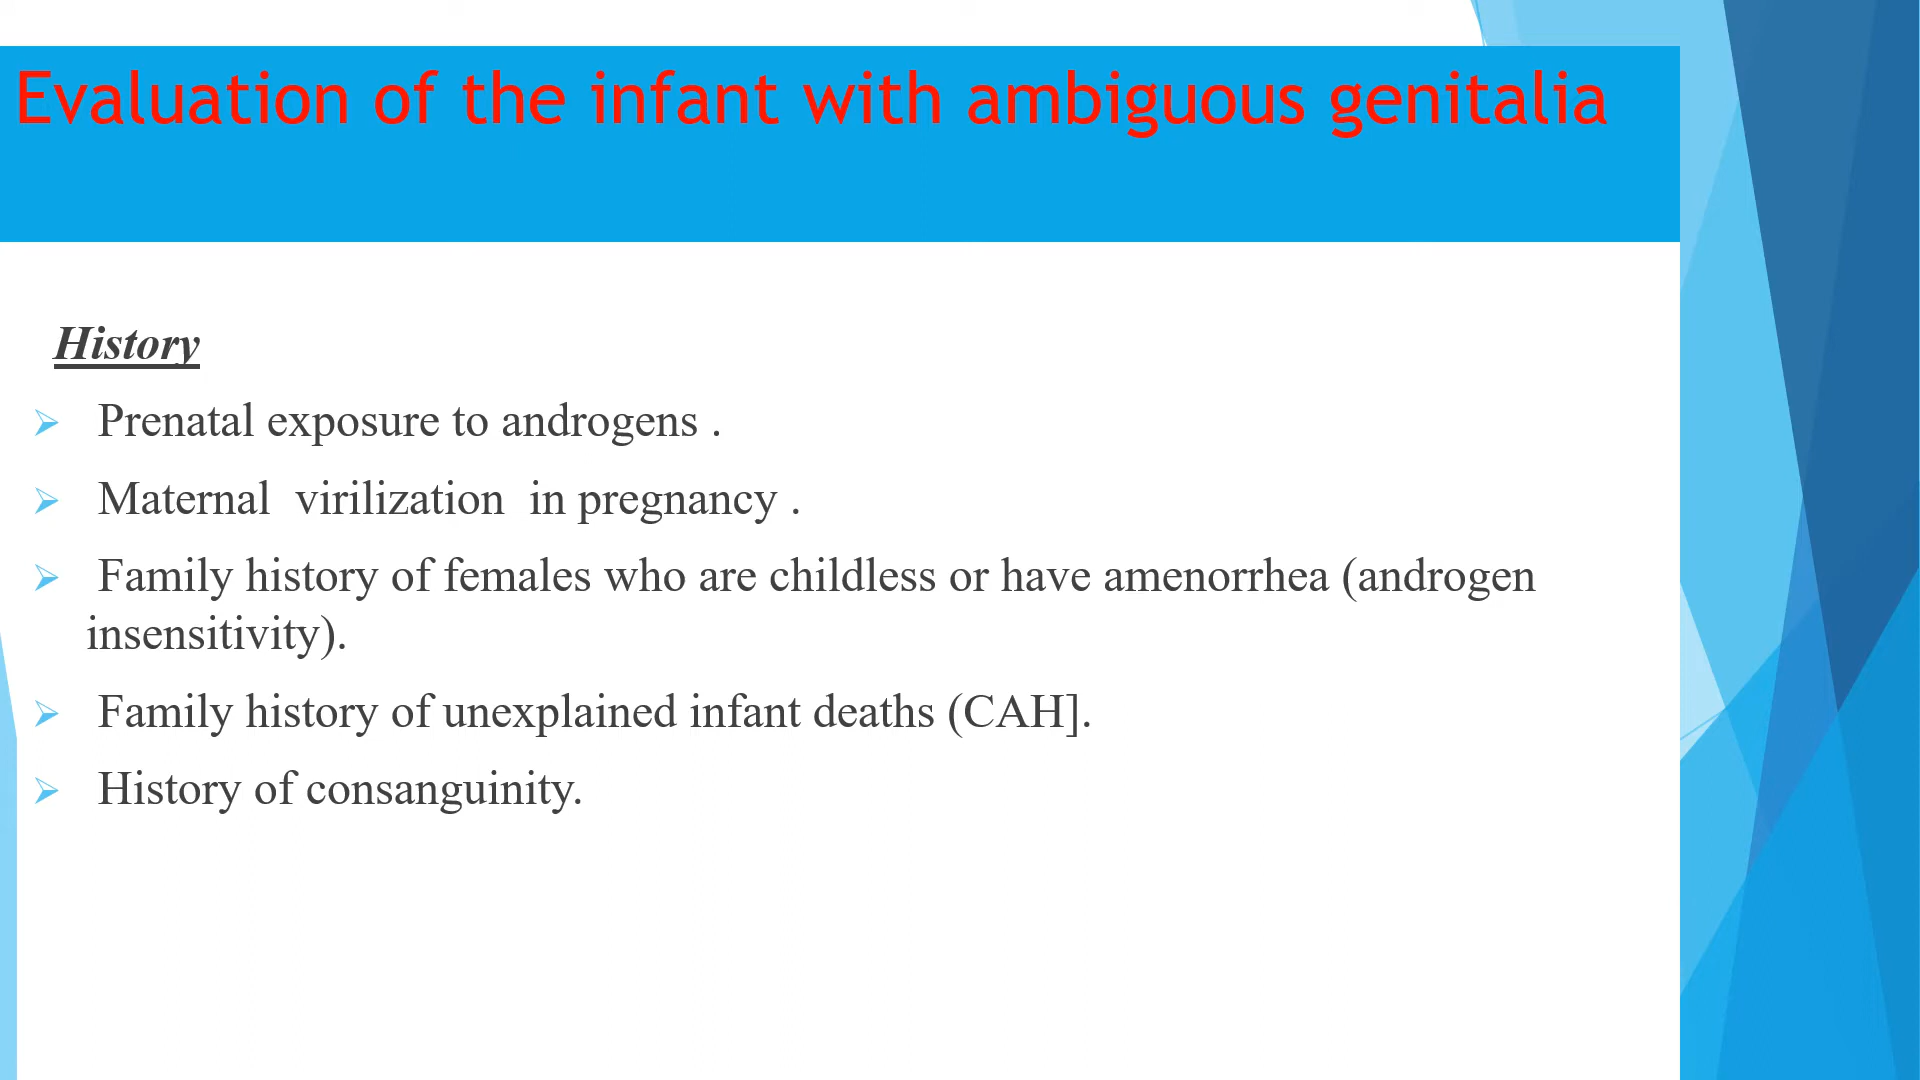 Evaluation of the infant with ambiguous genitalia
History
Prenatal exposure to androgens .
Maternal virilization in pregnancy .
Family history of females who are childless or have amenorrhea (androgen
insensitivity).
Family history of unexplained infant deaths (CAH].
History of consanguinity.